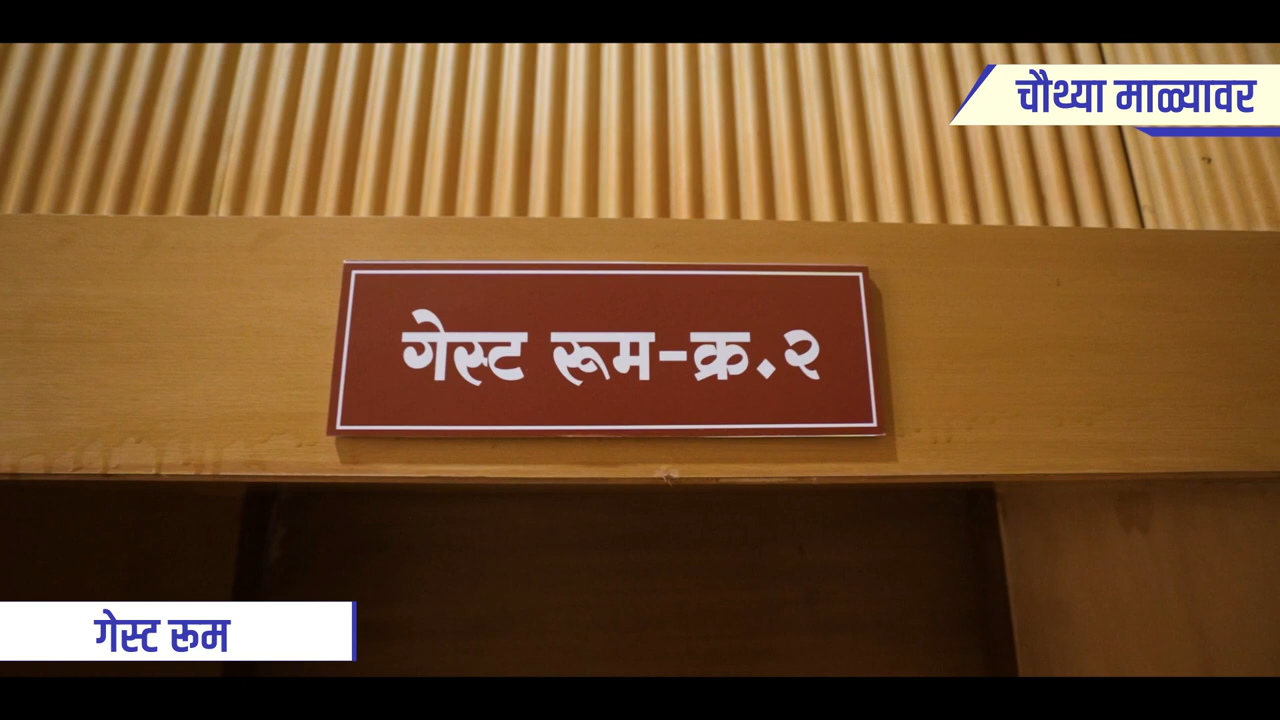 चौथ्या माळ्यावर
गेस्ट रूम-क्र.२
गेस्ट रूम